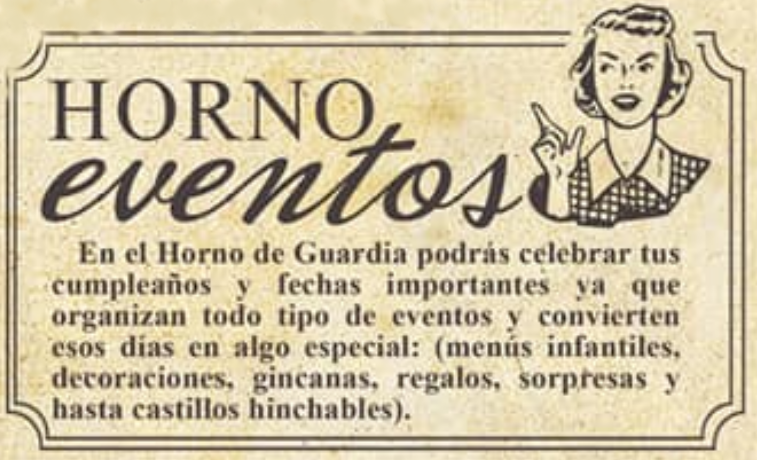 HORNO
eventos
En el Horno de Guardia podrás celebrar tus
cumpleaños y fechas importantes ya que
organizan todo tipo de eventos y convierten
esos días en algo especial: (menús infantiles,
decoraciones, gincanas, regalos, sorpresas y
hasta castillos hinchables).